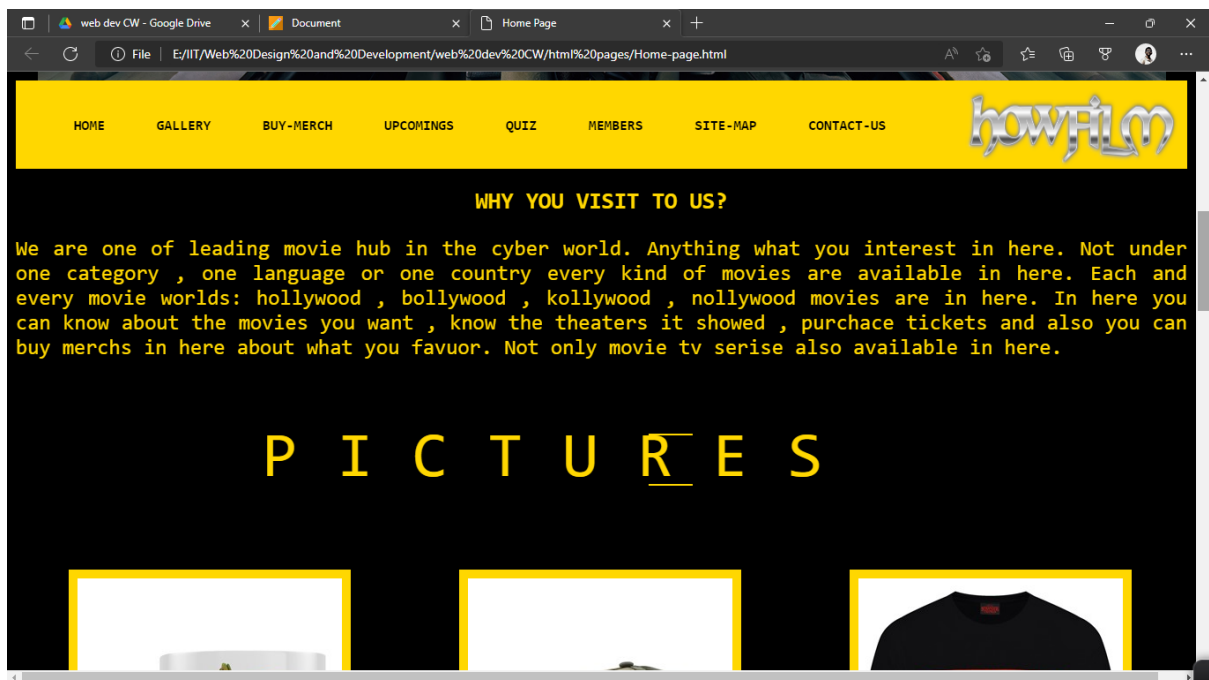 web dev CW - Google Drive
Document
Home Page
File E:/IIT/Web%20Design%20and%20Development/web%20dev%20CW/html%20pages/Home-page.html
HOME GALLERY BUY-MERCH UPCOMINGS QUIZ MEMBERS SITE-MAP CONTACT-US HOWFILM
WHY YOU VISIT TO US?
We are one of leading movie hub in the cyber world. Anything what you interest in here. Not under
one category , one language or one country every kind of movies are available in here. Each and
every movie worlds: hollywood , bollywood , kollywood , nollywood movies are in here. In here you
can know about the movies you want , know the theaters it showed , purchace tickets and also you can
buy merchs in here about what you favuor. Not only movie tv serise also available in here.
P I C T U R E S